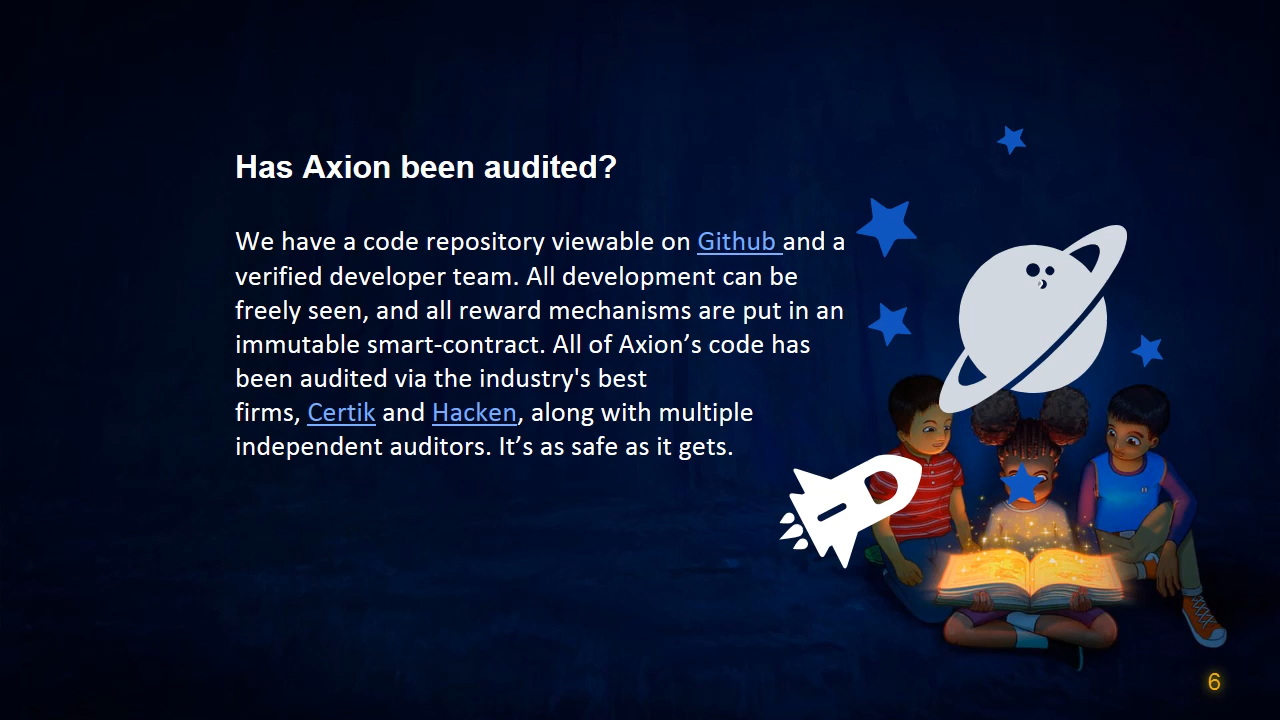 Has Axion been audited?
We have a code repository viewable on Github and a
verified developer team. All development can be
freely seen, and all reward mechanisms are put in an
immutable smart-contract. All of Axion’s code has
been audited via the industry's best
firms, Certik and Hacken, along with multiple
independent auditors. It’s as safe as it gets.
6